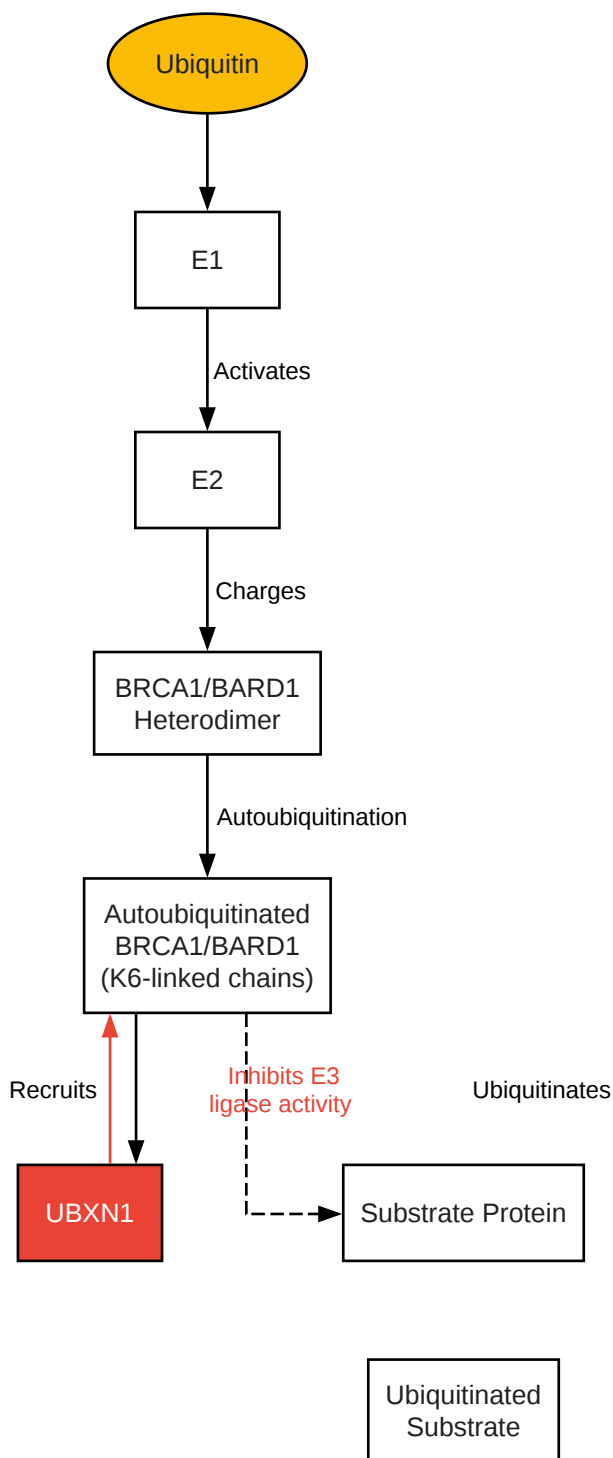 Ubiquitin
E1
Activates
E2
Charges
BRCA1/BARD1
Heterodimer
Autoubiquitination
Autoubiquitinated
BRCA1/BARD1
(K6-linked chains)
Recruits
Inhibits E3
ligase activity
Ubiquitinates
UBXN1
Substrate Protein
Ubiquitinated
Substrate